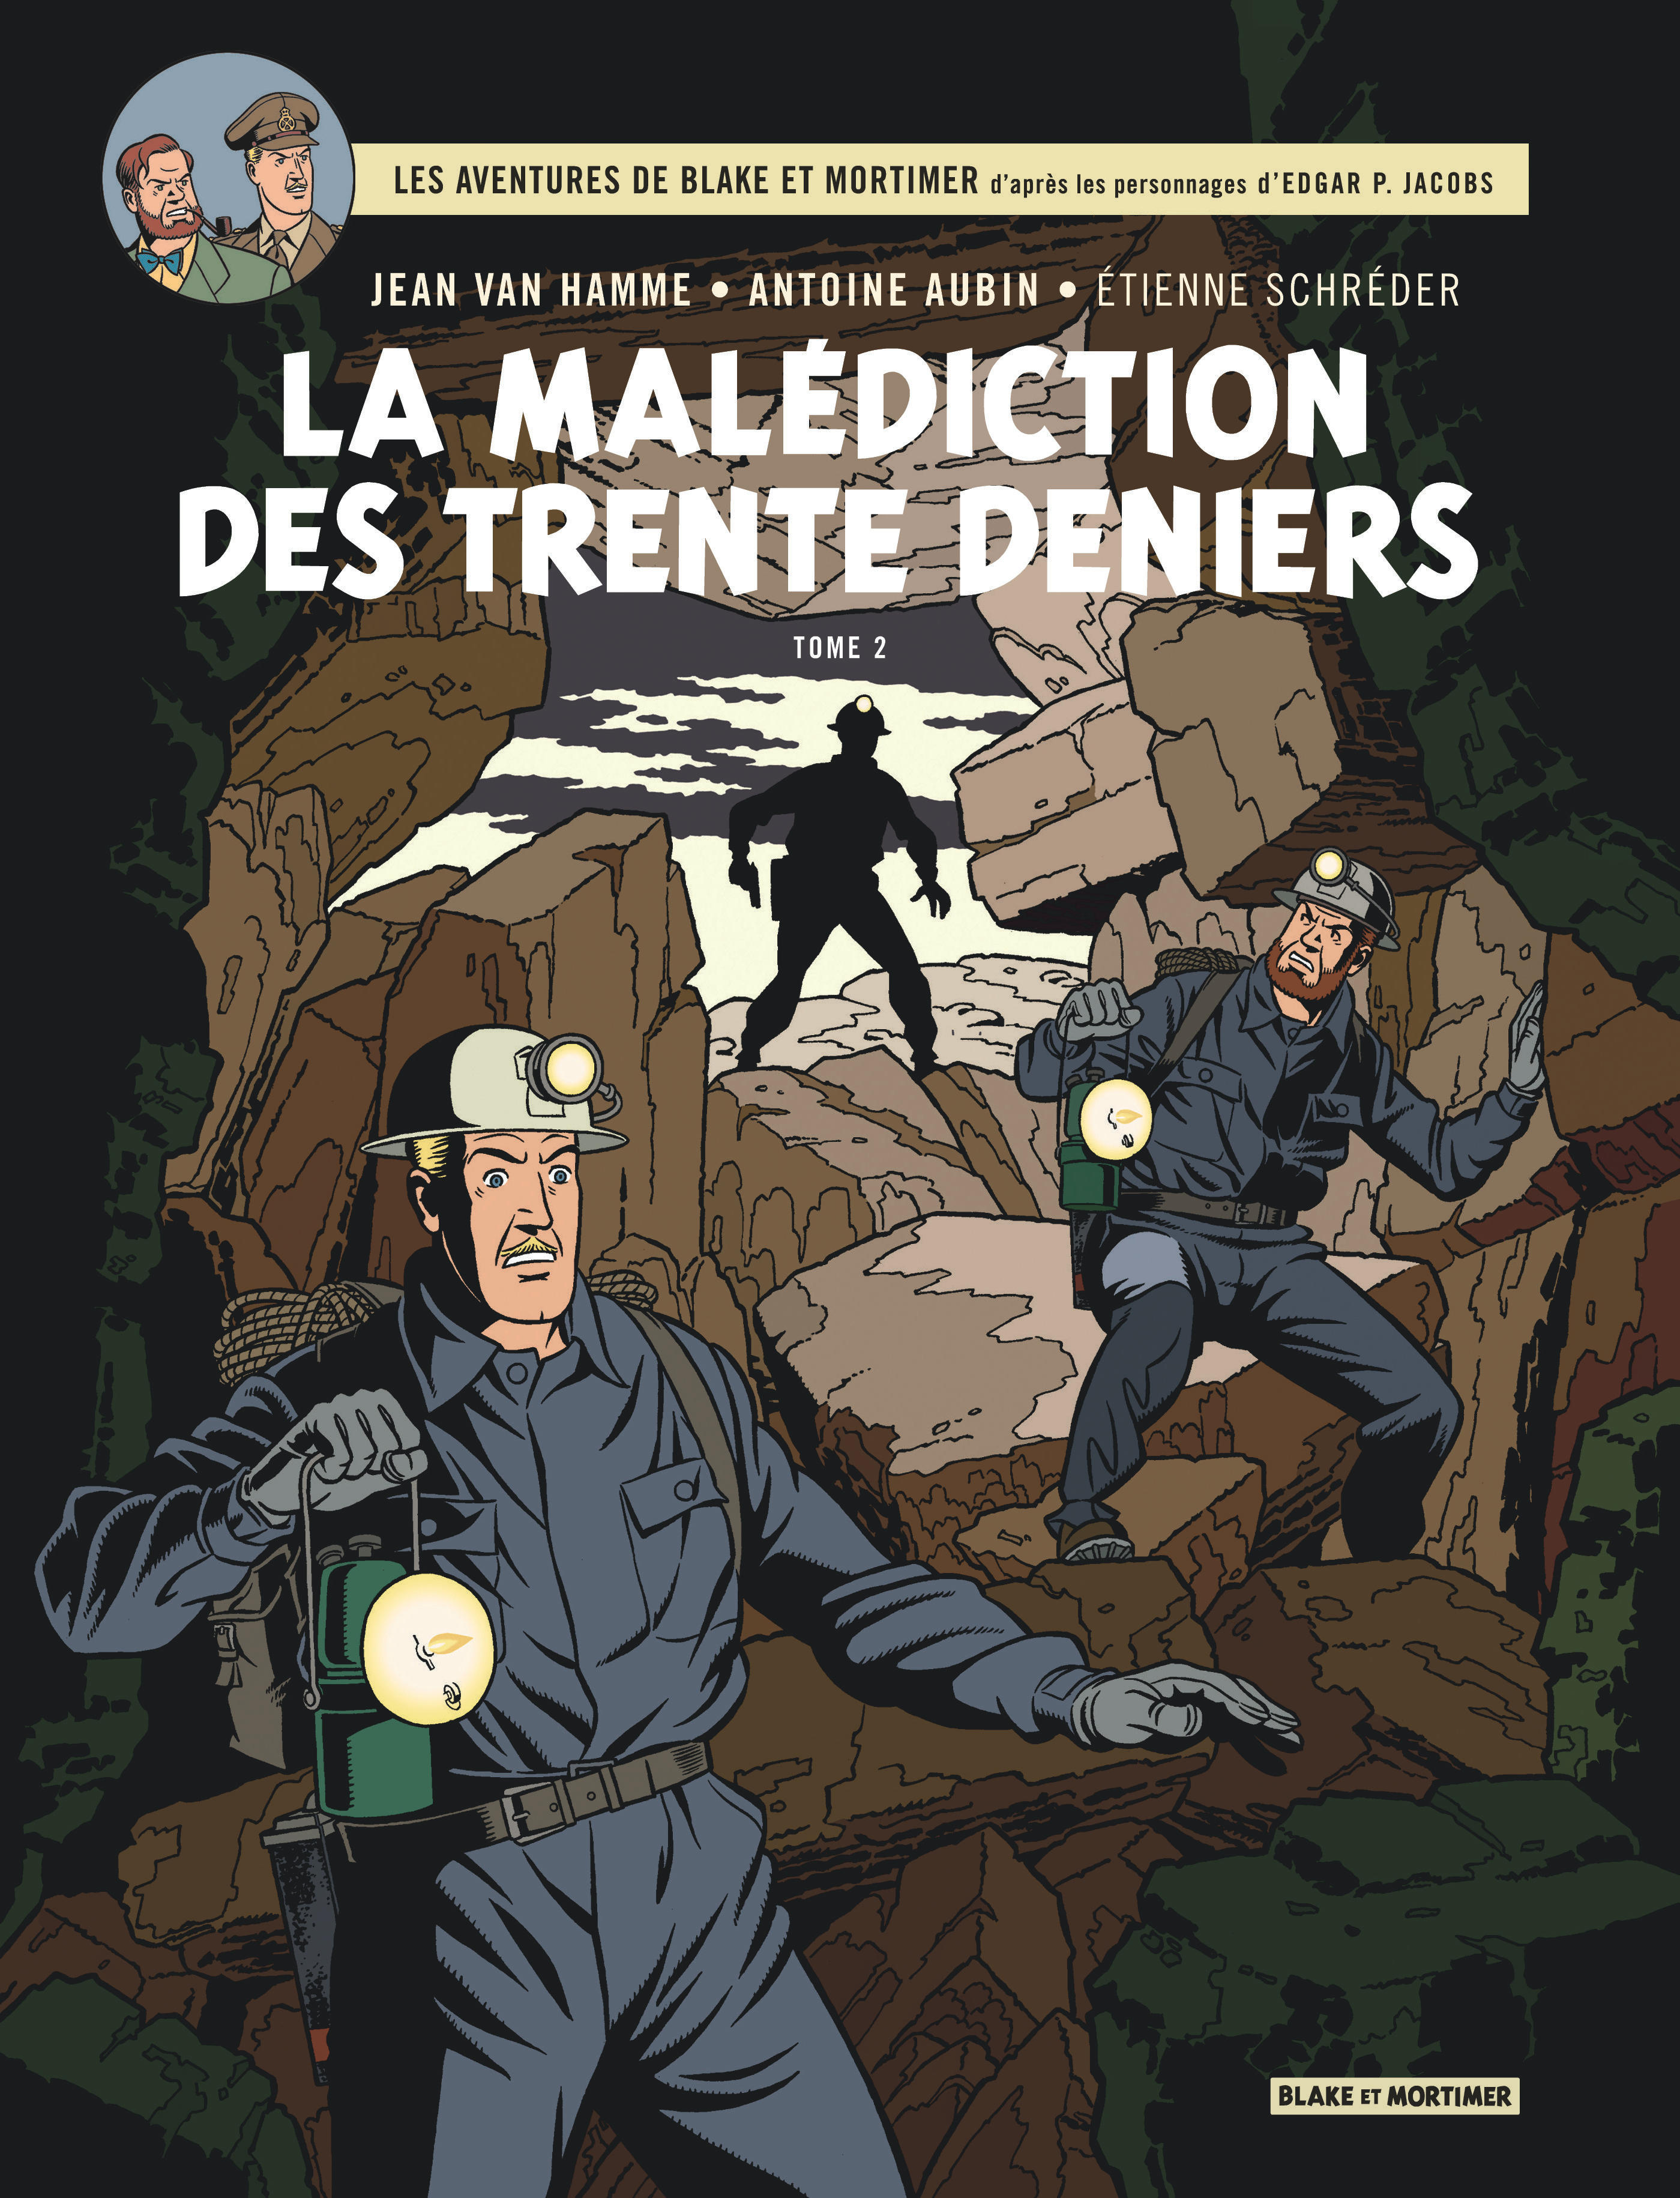 LES AVENTURES DE BLAKE ET MORTIMER d'après les personnages d'EDGAR P. JACOBS
JEAN VAN HAMME • ANTOINE AUBIN • ÉTIENNE SCHRÉDER
LA MALÉDICTION
DES TRENTE DENIERS
TOME 2
BLAKE ET MORTIMER